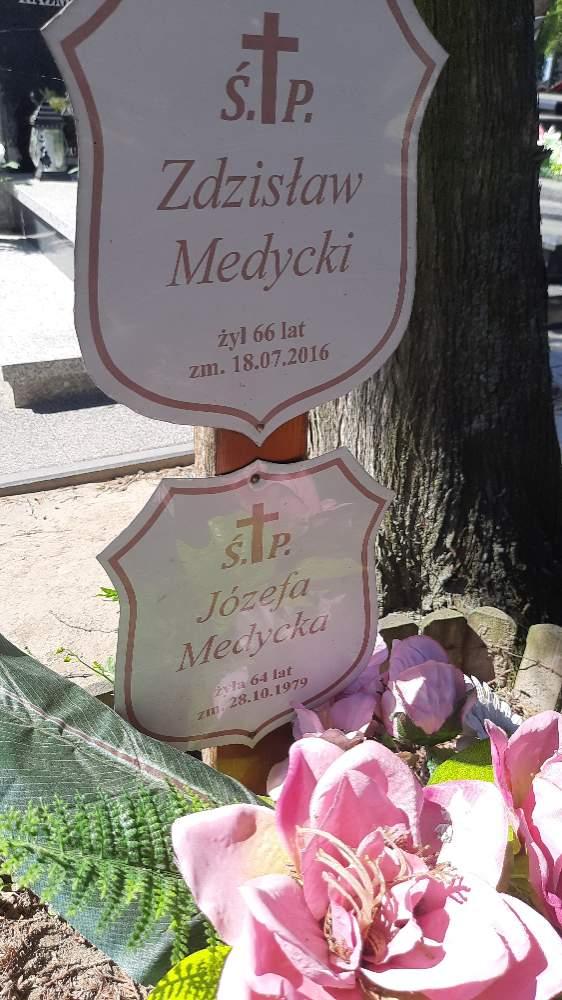 Ś.P.
Zdzisław
Medycki
żył 66 lat
zm. 18.07.2016
Ś.P.
Józefa
Medycka
żyła 64 lat
zm. 28.10.1979